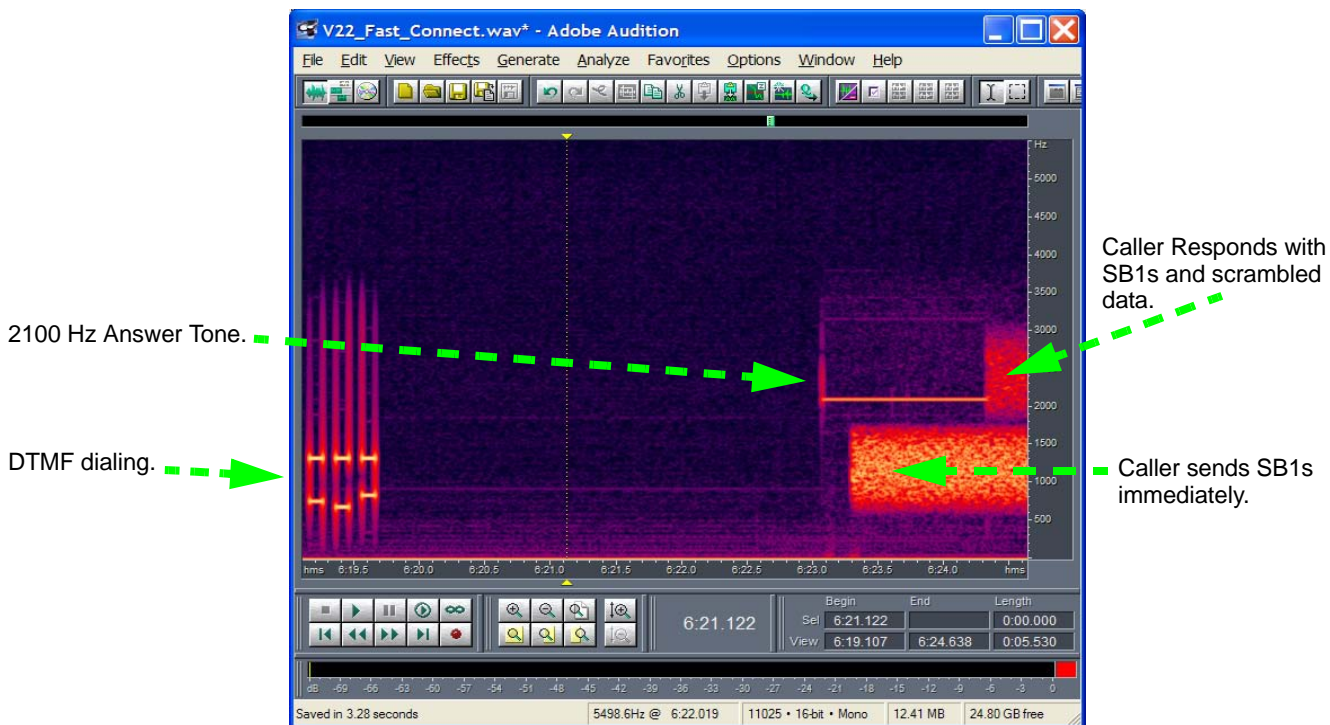 V22_Fast_Connect.wav* - Adobe Audition
File Edit View Effects Generate Analyze Favorites Options Window Help
Hz
5000
4500
4000
3500
3000
2000
1500
1000
500
Caller Responds with
SB1s and scrambled
data.
2100 Hz Answer Tone.
DTMF dialing.
Caller sends SB1s
immediately.
hms 6:19.5 6:20.0 6:20.5 6:21.0 6:21.5 6:22.0 6:22.5 6:23.0 6:23.5 6:24.0 hms
6:21.122
Begin End Length
Sel 6:21.122 0:00.000
View 6:19.107 6:24.638 0:05.530
dB -69 -66 -63 -60 -57 -54 -51 -48 -45 -42 -39 -36 -33 -30 -27 -24 -21 -18 -15 -12 -9 -6 -3 0
Saved in 3.28 seconds 5498.6Hz @ 6:22.019 11025 • 16-bit • Mono 12.41 MB 24.80 GB free